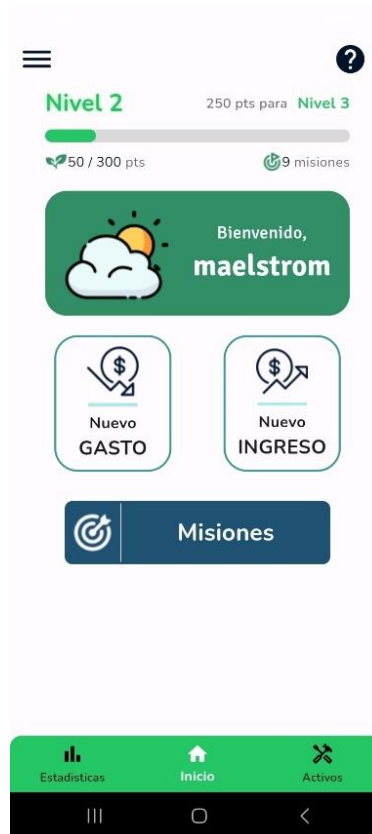 Nivel 2
250 pts para Nivel 3
50 / 300 pts
9 misiones
Bienvenido,
maelstrom
Nuevo
GASTO
Nuevo
INGRESO
Misiones
Estadisticas
Inicio
Activos